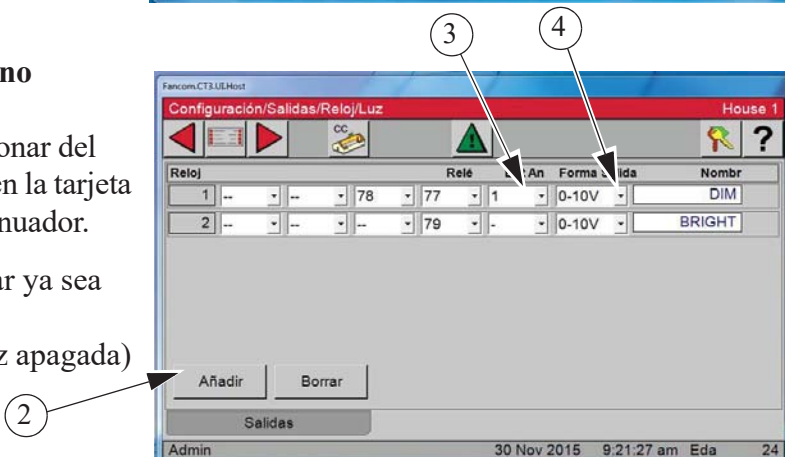 3
4
no
onar del
en la tarjeta
nuador.
ar ya sea
z apagada)
2
Fancom.CT3.UI.Host
Configuración/Salidas/Reloj/Luz House 1
CC
?
Reloj Relé An Forma Nombr
1 -- -- 78 77 1 0-10V DIM
2 -- -- -- 79 - 0-10V BRIGHT
Añadir Borrar
Salidas
Admin 30 Nov 2015 9:21:27 am Eda 24